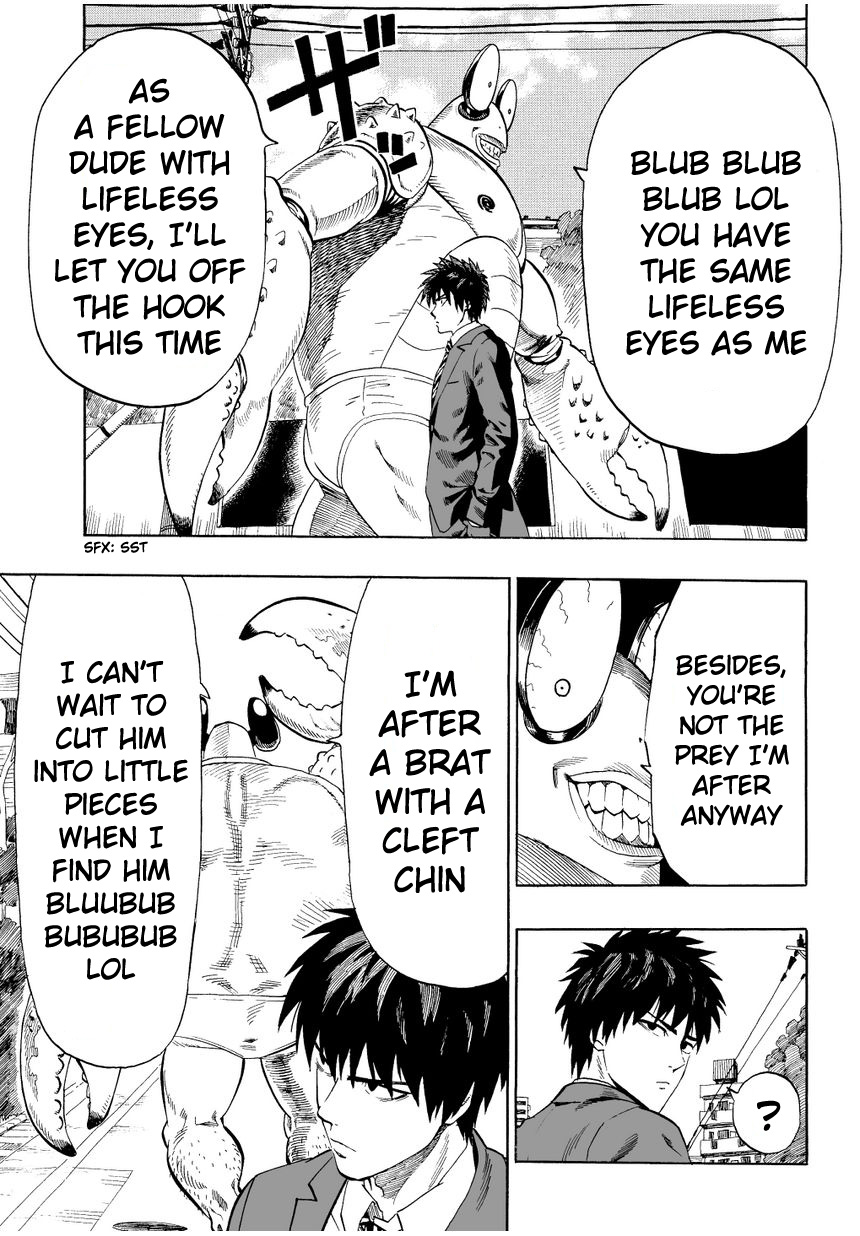 BLUB BLUB
BLUB LOL
YOU HAVE
THE SAME
LIFELESS
EYES AS ME
AS
A FELLOW
DUDE WITH
LIFELESS
EYES, I'LL
LET YOU OFF
THE HOOK
THIS TIME
ザッ
SFX: SST
BESIDES,
YOU'RE
NOT THE
PREY I'M
AFTER
ANYWAY
?
I'M
AFTER
A BRAT
WITH A
CLEFT
CHIN
I CAN'T
WAIT TO
CUT HIM
INTO LITTLE
PIECES
WHEN I
FIND HIM
BLUUBUB
BUBUBUB
LOL